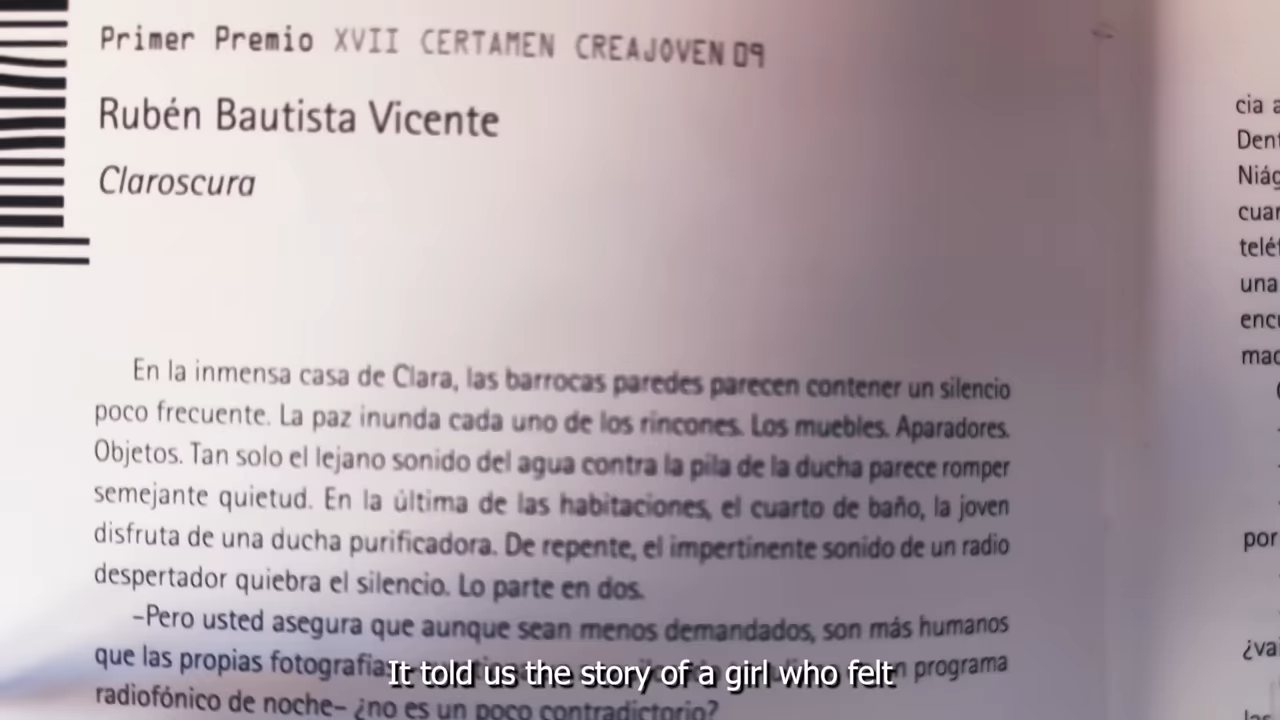 Primer Premio XVII CERTAMEN CREAJOVEN 09
Rubén Bautista Vicente
Claroscura
En la inmensa casa de Clara, las barrocas paredes parecen contener un silencio
poco frecuente. La paz inunda cada uno de los rincones. Los muebles. Aparadores.
Objetos. Tan solo el lejano sonido del agua contra la pila de la ducha parece romper
semejante quietud. En la última de las habitaciones, el cuarto de baño, la joven
disfruta de una ducha purificadora. De repente, el impertinente sonido de un radio
despertador quiebra el silencio. Lo parte en dos.
–Pero usted asegura que aunque sean menos demandados, son más humanos
que las propias fotografía programa
radiofónico de noche– ¿no es un poco contradictorio?
It told us the story of a girl who felt
cia a
Dent
Niág
cuar
teléf
una
encu
mad
por
¿va